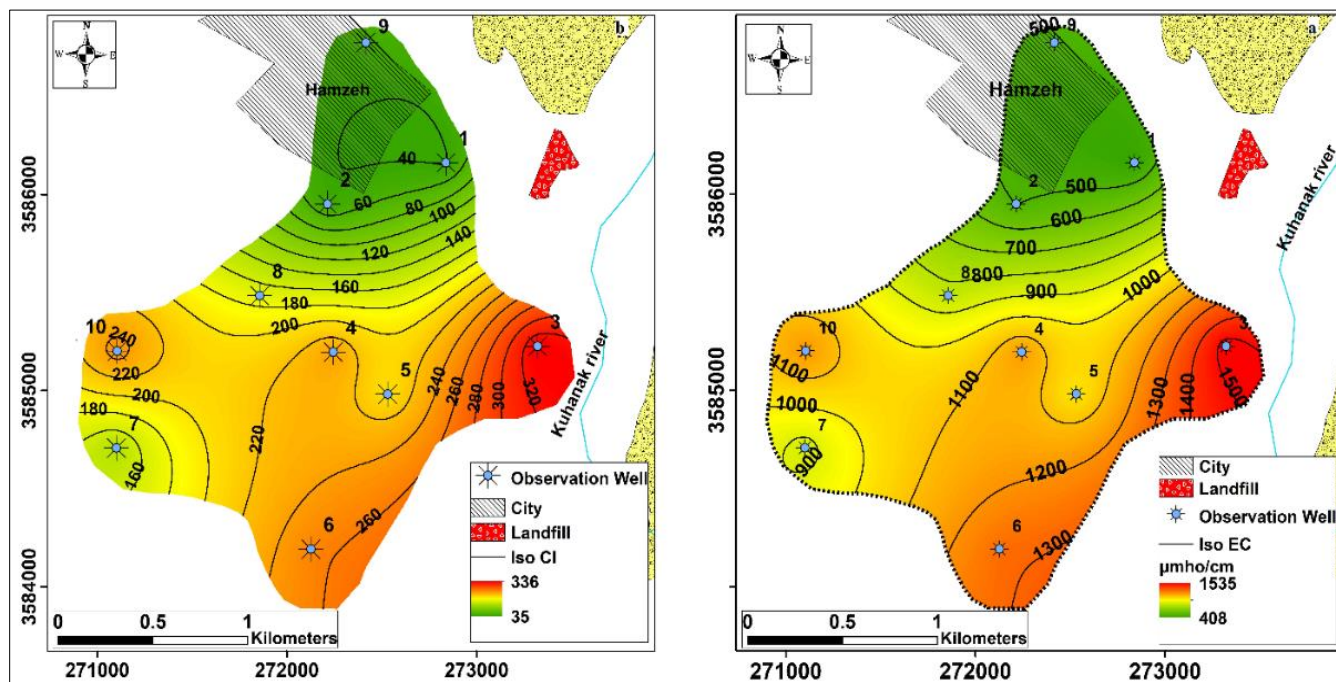 b
N
W E
S
9
Hamzeh
1
40
2
60
80
100
120
140
160
8
180
200
4
10
240
220
200
180
7
160
5
3
240
260
280
300
320
220
6
260
Kuhanak river
3586000
3585000
3584000
Observation Well
City
Landfill
Iso Cl
336
35
0 0.5 1
Kilometers
271000 272000 273000
a
N
W E
S
500
9
Hamzeh
1
2
500
600
700
8
800
900
1000
4
10
1100
1000
7
900
5
3
1100
1300
1400
1500
1200
6
1300
Kuhanak river
3586000
3585000
3584000
City
Landfill
Observation Well
Iso EC
µmho/cm
1535
408
0 0.5 1
Kilometers
271000 272000 273000